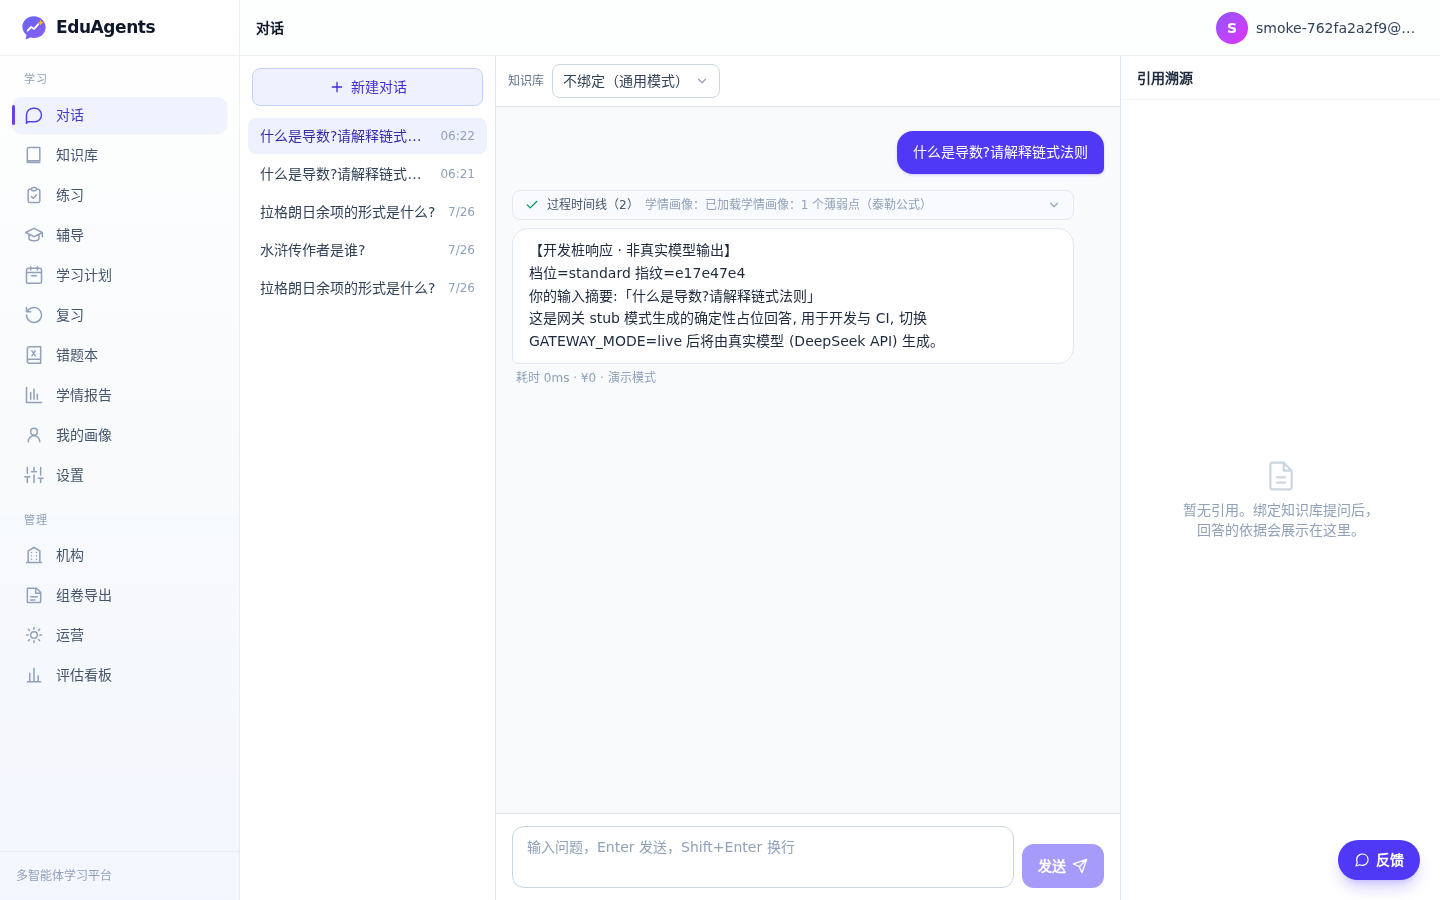 EduAgents
学习
对话
知识库
练习
辅导
学习计划
复习
错题本
学情报告
我的画像
设置
管理
机构
组卷导出
运营
评估看板
多智能体学习平台
对话
smoke-762fa2a2f9@...
新建对话
什么是导数?请解释链式... 06:22
什么是导数?请解释链式... 06:21
拉格朗日余项的形式是什么? 7/26
水浒传作者是谁? 7/26
拉格朗日余项的形式是什么? 7/26
知识库 不绑定（通用模式）
什么是导数?请解释链式法则
过程时间线（2） 学情画像：已加载学情画像：1 个薄弱点（泰勒公式）
【开发桩响应 · 非真实模型输出】
档位=standard 指纹=e17e47e4
你的输入摘要:「什么是导数?请解释链式法则」
这是网关 stub 模式生成的确定性占位回答, 用于开发与 CI, 切换
GATEWAY_MODE=live 后将由真实模型 (DeepSeek API) 生成。
耗时 0ms · ¥0 · 演示模式
输入问题，Enter 发送，Shift+Enter 换行
发送
引用溯源
暂无引用。绑定知识库提问后，
回答的依据会展示在这里。
反馈